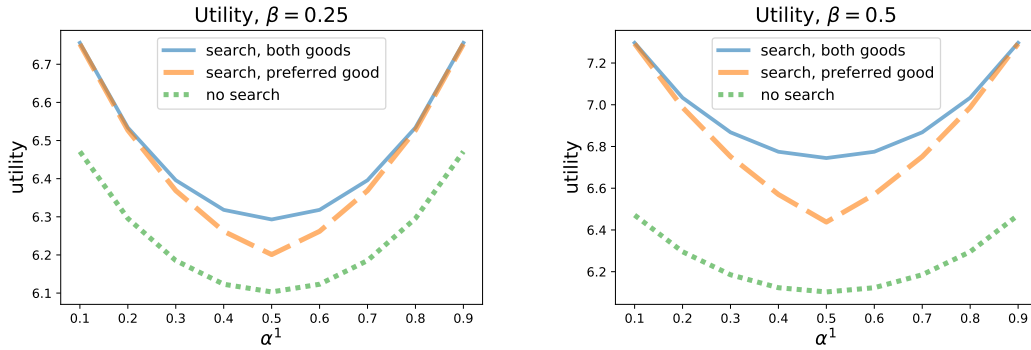 Utility, β = 0.25
search, both goods
search, preferred good
no search
utility
6.7
6.6
6.5
6.4
6.3
6.2
6.1
0.1 0.2 0.3 0.4 0.5 0.6 0.7 0.8 0.9
α¹
Utility, β = 0.5
search, both goods
search, preferred good
no search
utility
7.2
7.0
6.8
6.6
6.4
6.2
0.1 0.2 0.3 0.4 0.5 0.6 0.7 0.8 0.9
α¹